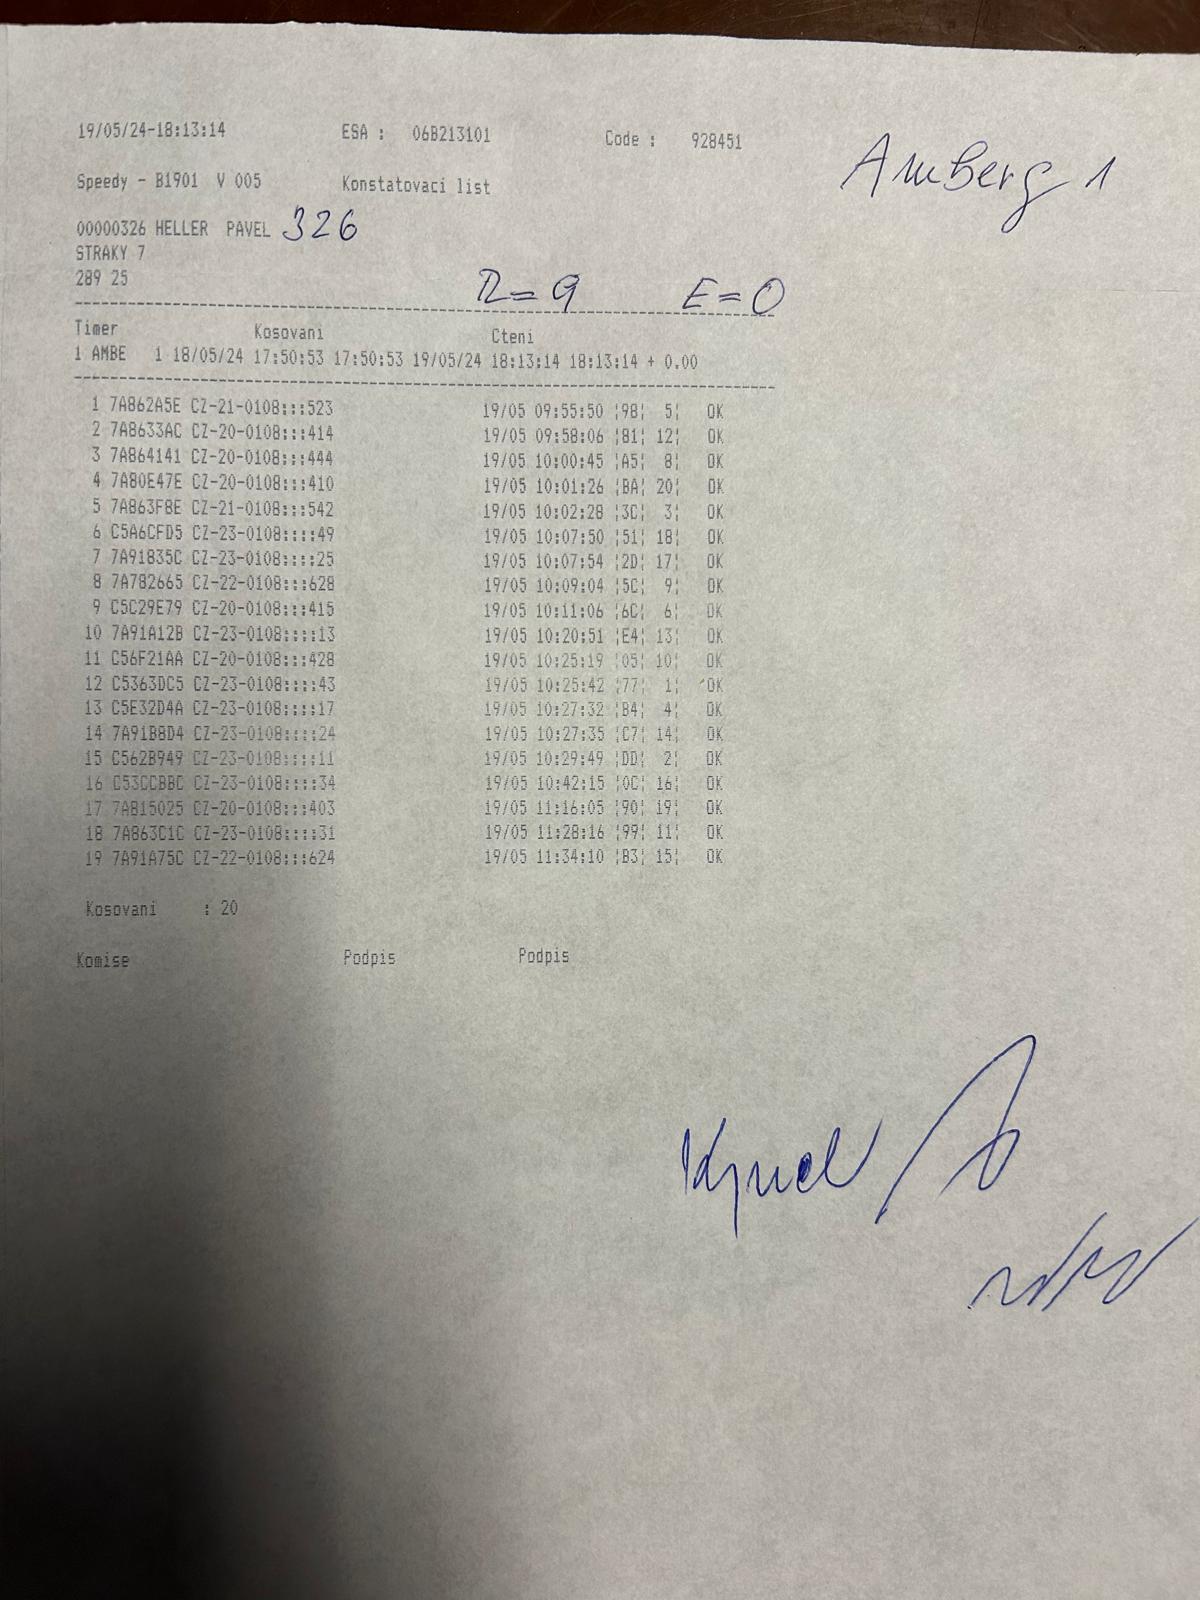 19/05/24-18:13:14 ESA : 06B213101 Code : 928451
Amberg 1
Speedy - B1901 V 005 Konstatovaci list
00000326 HELLER PAVEL 326
STRAKY 7
289 25
R=9 E=0
Timer Kosovani Cteni
1 AMBE 1 18/05/24 17:50:53 17:50:53 19/05/24 18:13:14 18:13:14 + 0.00
1 7A862A5E CZ-21-0108:::523 19/05 09:55:50 ¦9B¦ 5¦ OK
2 7A8633AC CZ-20-0108:::414 19/05 09:58:06 ¦81¦ 12¦ OK
3 7A864141 CZ-20-0108:::444 19/05 10:00:45 ¦A5¦ 8¦ OK
4 7A80E47E CZ-20-0108:::410 19/05 10:01:26 ¦BA¦ 20¦ OK
5 7A863F8E CZ-21-0108:::542 19/05 10:02:28 ¦3C¦ 3¦ OK
6 C5A6CFD5 CZ-23-0108::::49 19/05 10:07:50 ¦51¦ 18¦ OK
7 7A91835C CZ-23-0108::::25 19/05 10:07:54 ¦2D¦ 17¦ OK
8 7A782665 CZ-22-0108:::628 19/05 10:09:04 ¦5C¦ 9¦ OK
9 C5C29E79 CZ-20-0108:::415 19/05 10:11:06 ¦6C¦ 6¦ OK
10 7A91A12B CZ-23-0108::::13 19/05 10:20:51 ¦E4¦ 13¦ OK
11 C56F21AA CZ-20-0108:::428 19/05 10:25:19 ¦05¦ 10¦ OK
12 C5363DC5 CZ-23-0108::::43 19/05 10:25:42 ¦77¦ 1¦ OK
13 C5E32D4A CZ-23-0108::::17 19/05 10:27:32 ¦B4¦ 4¦ OK
14 7A91B8D4 CZ-23-0108::::24 19/05 10:27:35 ¦C7¦ 14¦ OK
15 C562B949 CZ-23-0108::::11 19/05 10:29:49 ¦DD¦ 2¦ OK
16 C53CCBBC CZ-23-0108::::34 19/05 10:42:15 ¦0C¦ 16¦ OK
17 7AB15025 CZ-20-0108:::403 19/05 11:16:05 ¦90¦ 19¦ OK
18 7A863C1C CZ-23-0108::::31 19/05 11:28:16 ¦99¦ 11¦ OK
19 7A91A75C CZ-22-0108:::624 19/05 11:34:10 ¦B3¦ 15¦ OK
Kosovani : 20
Komise Podpis Podpis